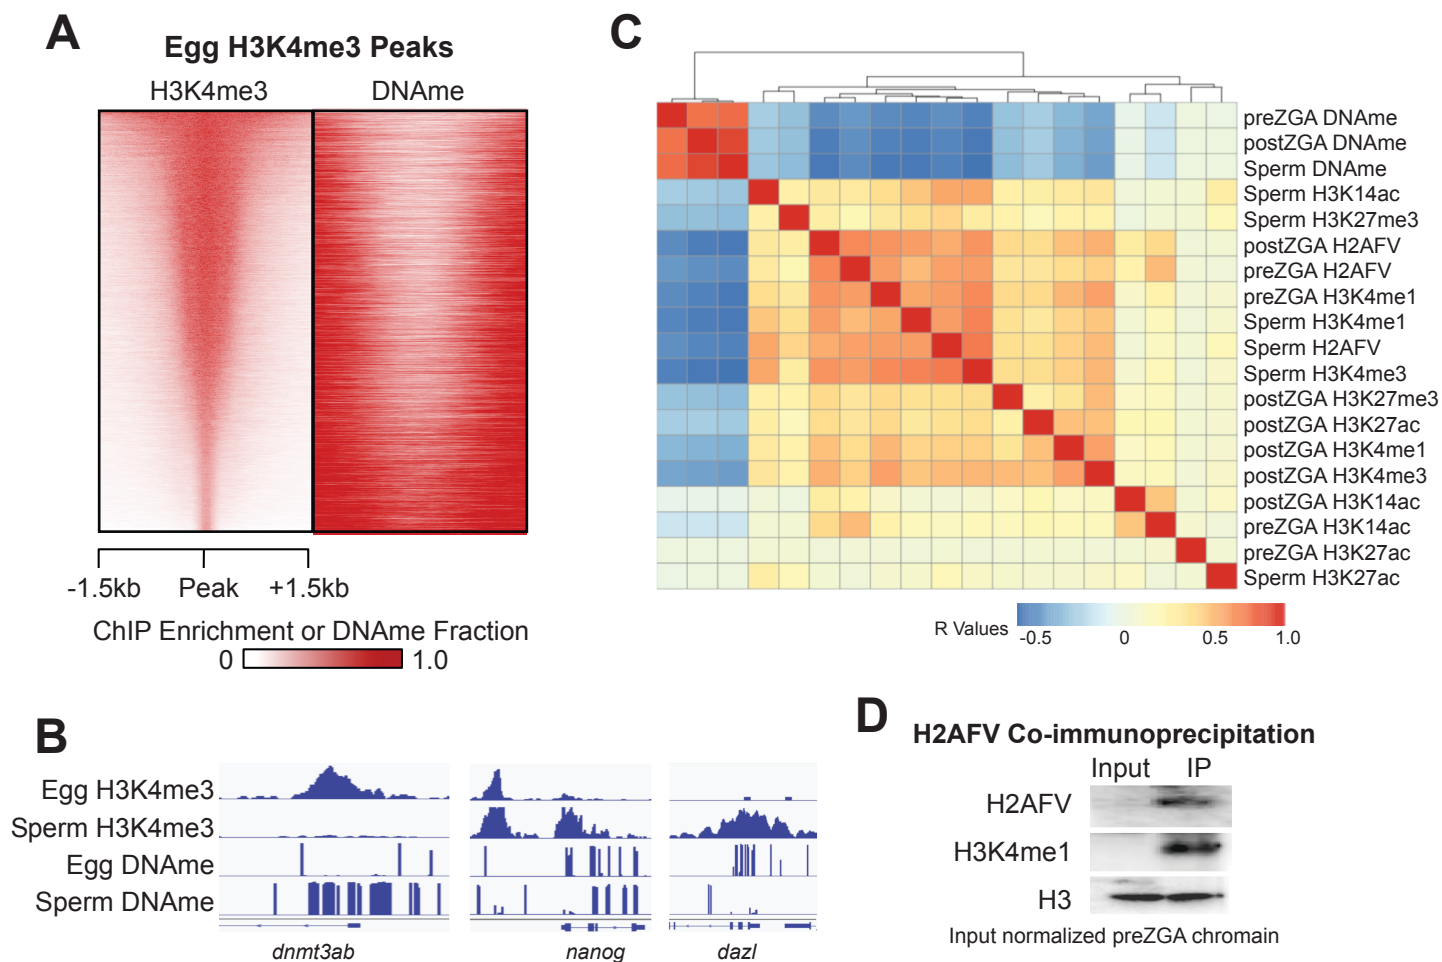 A
Egg H3K4me3 Peaks
H3K4me3 DNAme
-1.5kb Peak +1.5kb
ChIP Enrichment or DNAme Fraction
0 1.0
B
Egg H3K4me3
Sperm H3K4me3
Egg DNAme
Sperm DNAme
dnmt3ab nanog dazl
C
preZGA DNAme
postZGA DNAme
Sperm DNAme
Sperm H3K14ac
Sperm H3K27me3
postZGA H2AFV
preZGA H2AFV
preZGA H3K4me1
Sperm H3K4me1
Sperm H2AFV
Sperm H3K4me3
postZGA H3K27me3
postZGA H3K27ac
postZGA H3K4me1
postZGA H3K4me3
postZGA H3K14ac
preZGA H3K14ac
preZGA H3K27ac
Sperm H3K27ac
R Values -0.5 0 0.5 1.0
D
H2AFV Co-immunoprecipitation
Input IP
H2AFV
H3K4me1
H3
Input normalized preZGA chromain